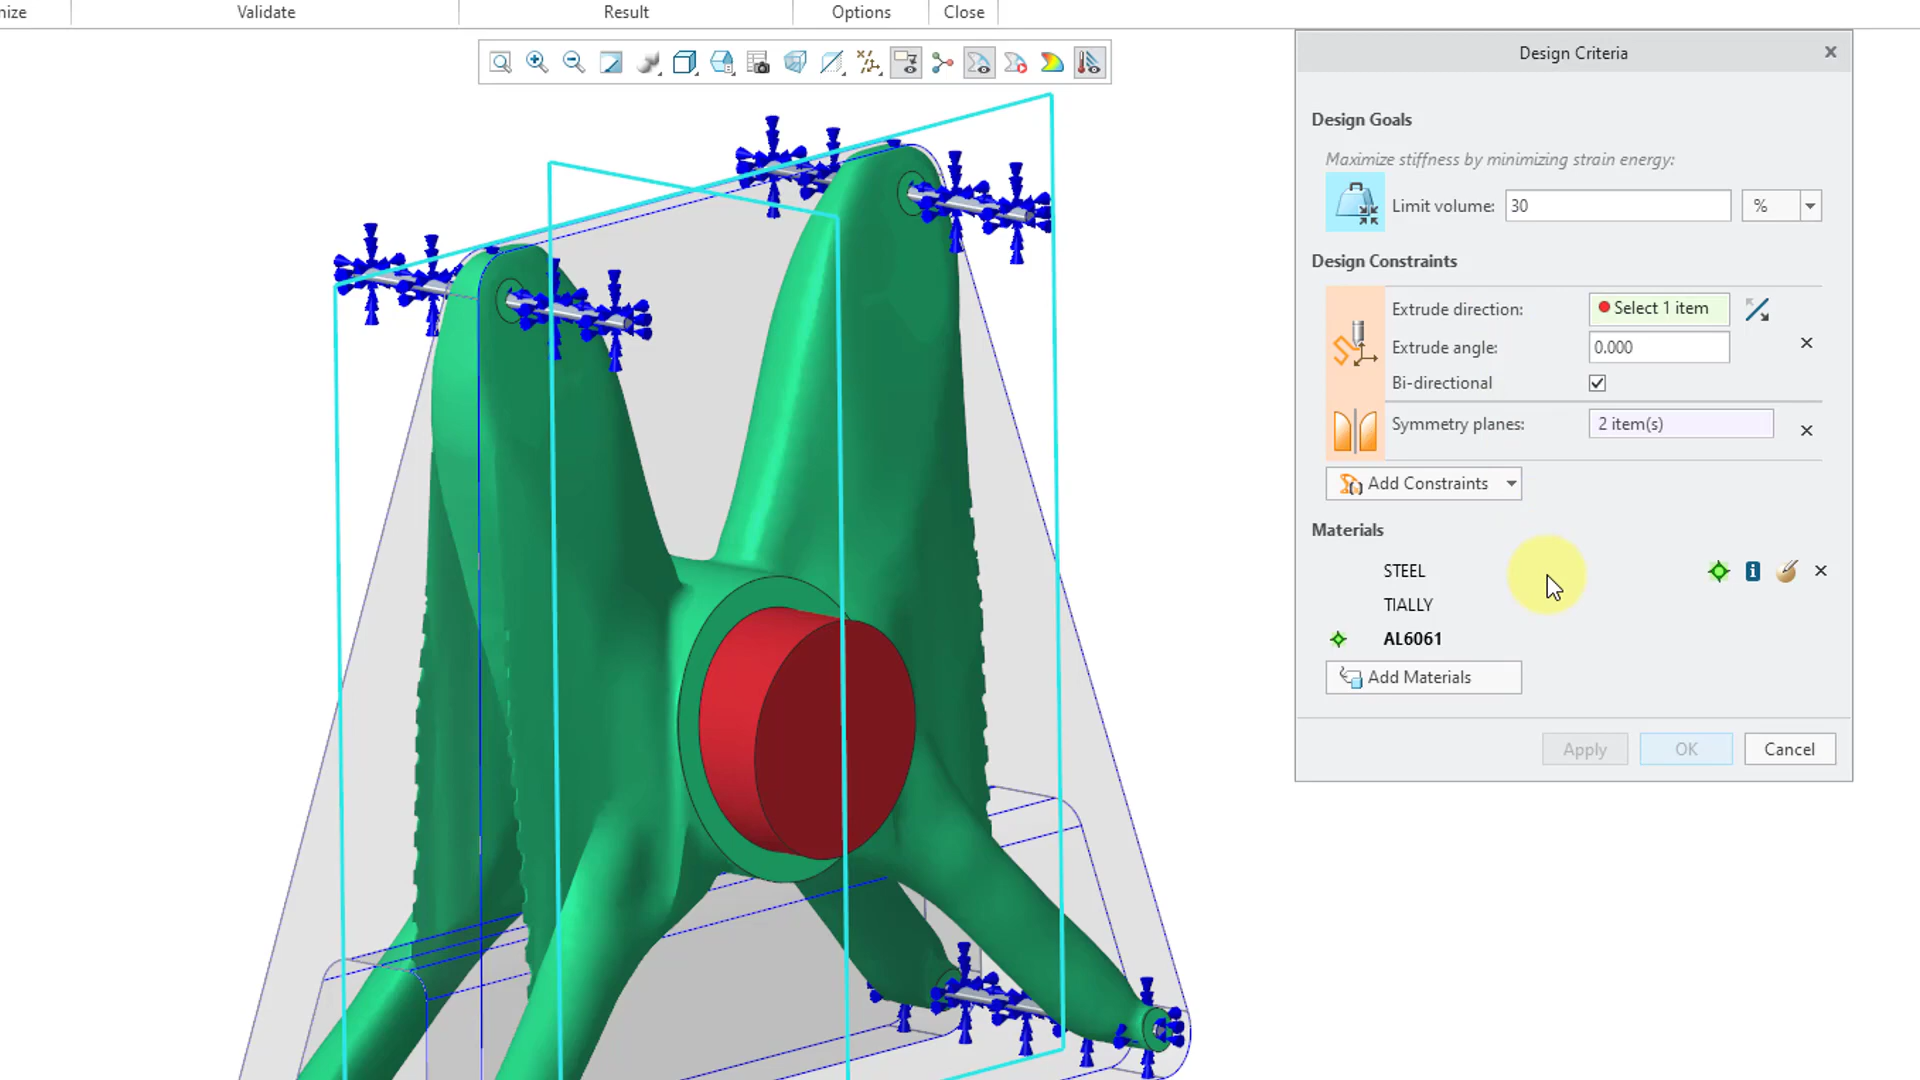 nize
Validate
Result
Options
Close
Design Criteria
Design Goals
Maximize stiffness by minimizing strain energy:
Limit volume: 30 %
Design Constraints
Extrude direction: Select 1 item
Extrude angle: 0.000
Bi-directional
Symmetry planes: 2 item(s)
Add Constraints
Materials
STEEL
TIALLY
AL6061
Add Materials
Apply OK Cancel